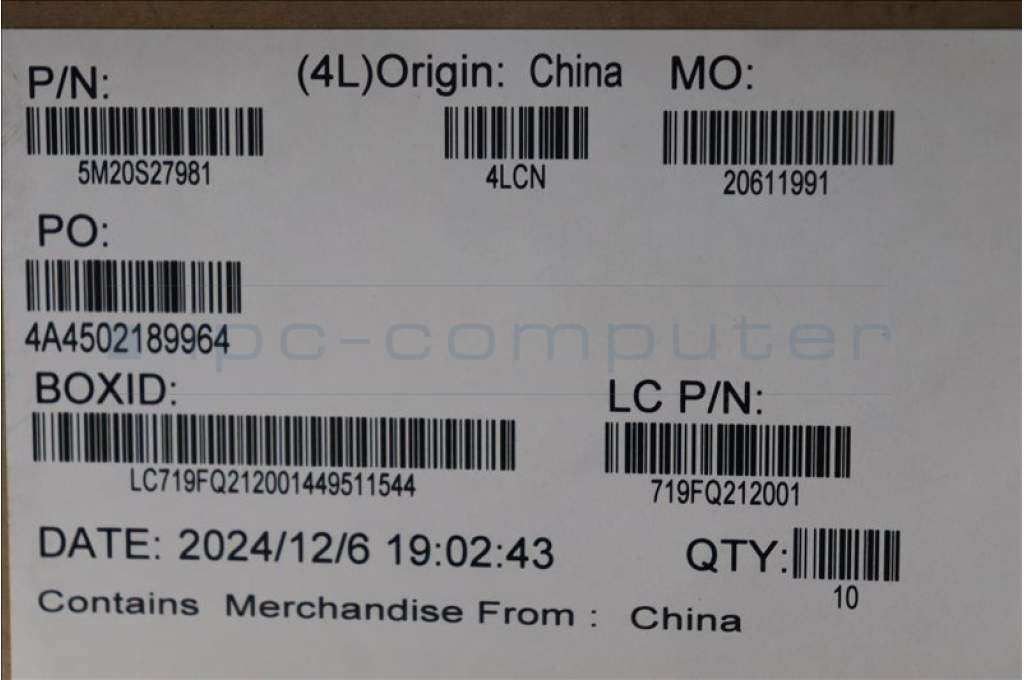 P/N: (4L)Origin: China MO:
5M20S27981 4LCN 20611991
PO:
4A4502189964
pc-computer
BOXID: LC P/N:
LC719FQ212001449511544 719FQ212001
DATE: 2024/12/6 19:02:43 QTY:
10
Contains Merchandise From : China